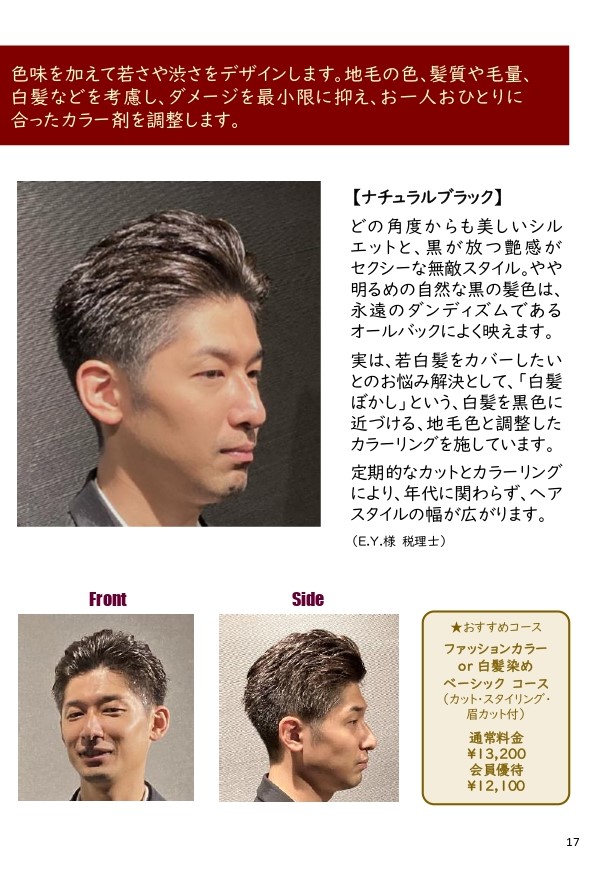 色味を加えて若さや渋さをデザインします。地毛の色、髪質や毛量、
白髪などを考慮し、ダメージを最小限に抑え、お一人おひとりに
合ったカラー剤を調整します。
【ナチュラルブラック】
どの角度からも美しいシル
エットと、黒が放つ艶感が
セクシーな無敵スタイル。やや
明るめの自然な黒の髪色は、
永遠のダンディズムである
オールバックによく映えます。
実は、若白髪をカバーしたい
とのお悩み解決として、「白髪
ぼかし」という、白髪を黒色に
近づける、地毛色と調整した
カラーリングを施しています。
定期的なカットとカラーリング
により、年代に関わらず、ヘア
スタイルの幅が広がります。
（E.Y.様 税理士）
Front
Side
★おすすめコース
ファッションカラー
or 白髪染め
ベーシック コース
（カット・スタイリング・
眉カット付）
通常料金
¥13,200
会員優待
¥12,100
17